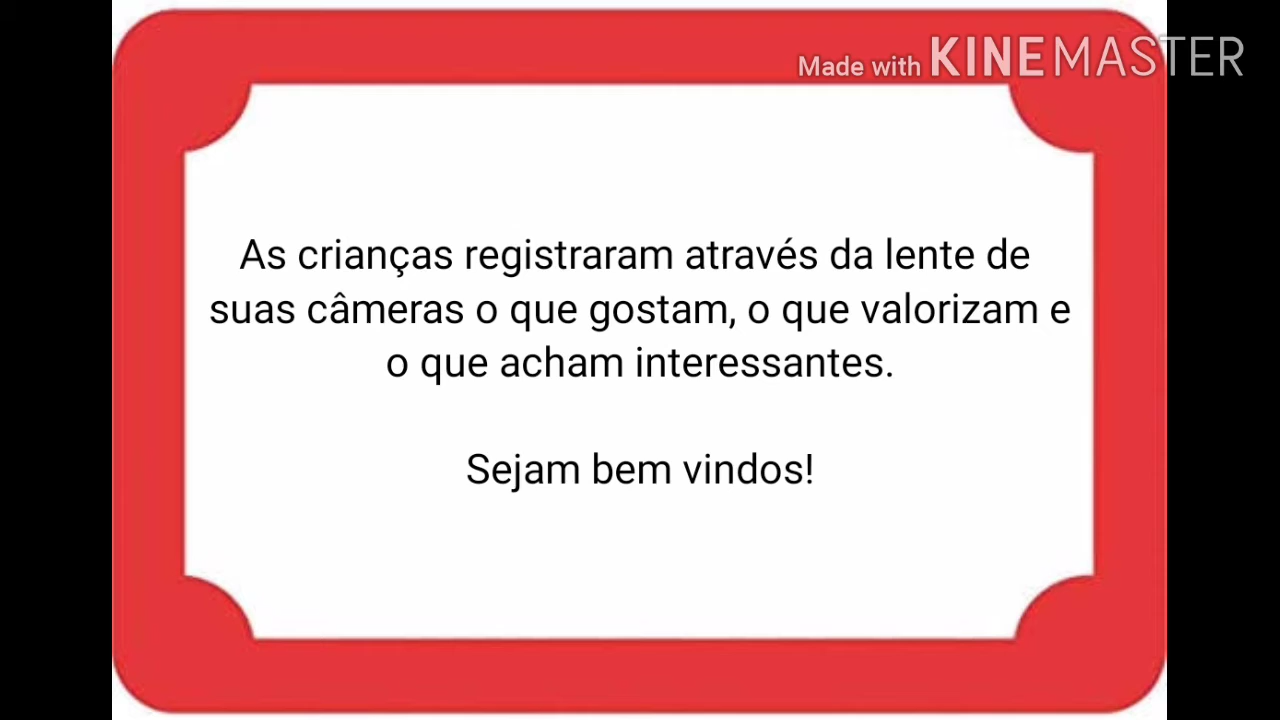 Made with KINEMASTER
As crianças registraram através da lente de
suas câmeras o que gostam, o que valorizam e
o que acham interessantes.
Sejam bem vindos!